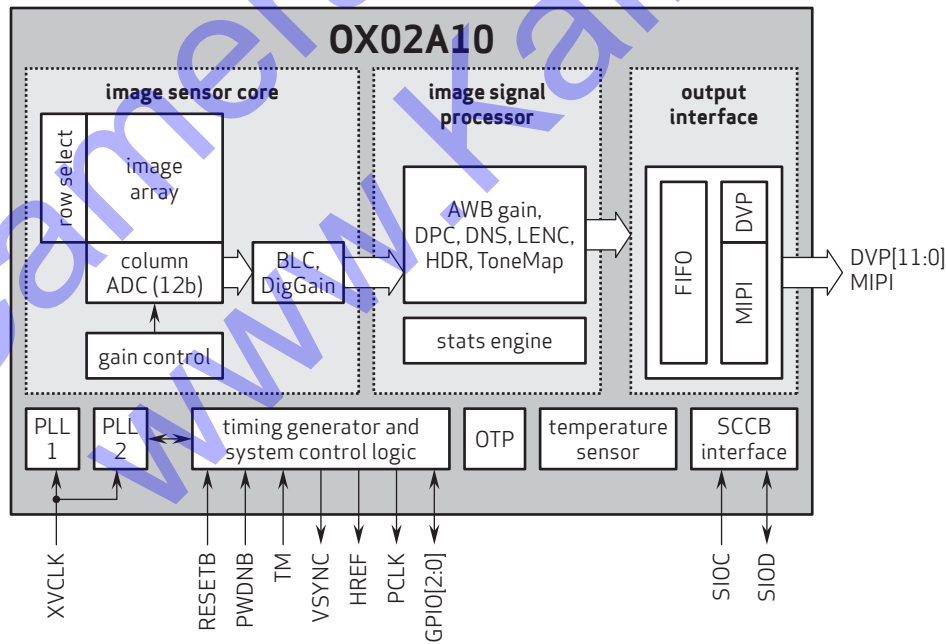 OX02A10
image sensor core
image signal
processor
output
interface
row select
image
array
column
ADC (12b)
gain control
BLC,
DigGain
AWB gain,
DPC, DNS, LENC,
HDR, ToneMap
stats engine
FIFO
DVP
MIPI
DVP[11:0]
MIPI
PLL
1
PLL
2
timing generator and
system control logic
OTP
temperature
sensor
SCCB
interface
XVCLK
RESETB
PWDNB
TM
VSYNC
HREF
PCLK
GPIO[2:0]
SIOC
SIOD